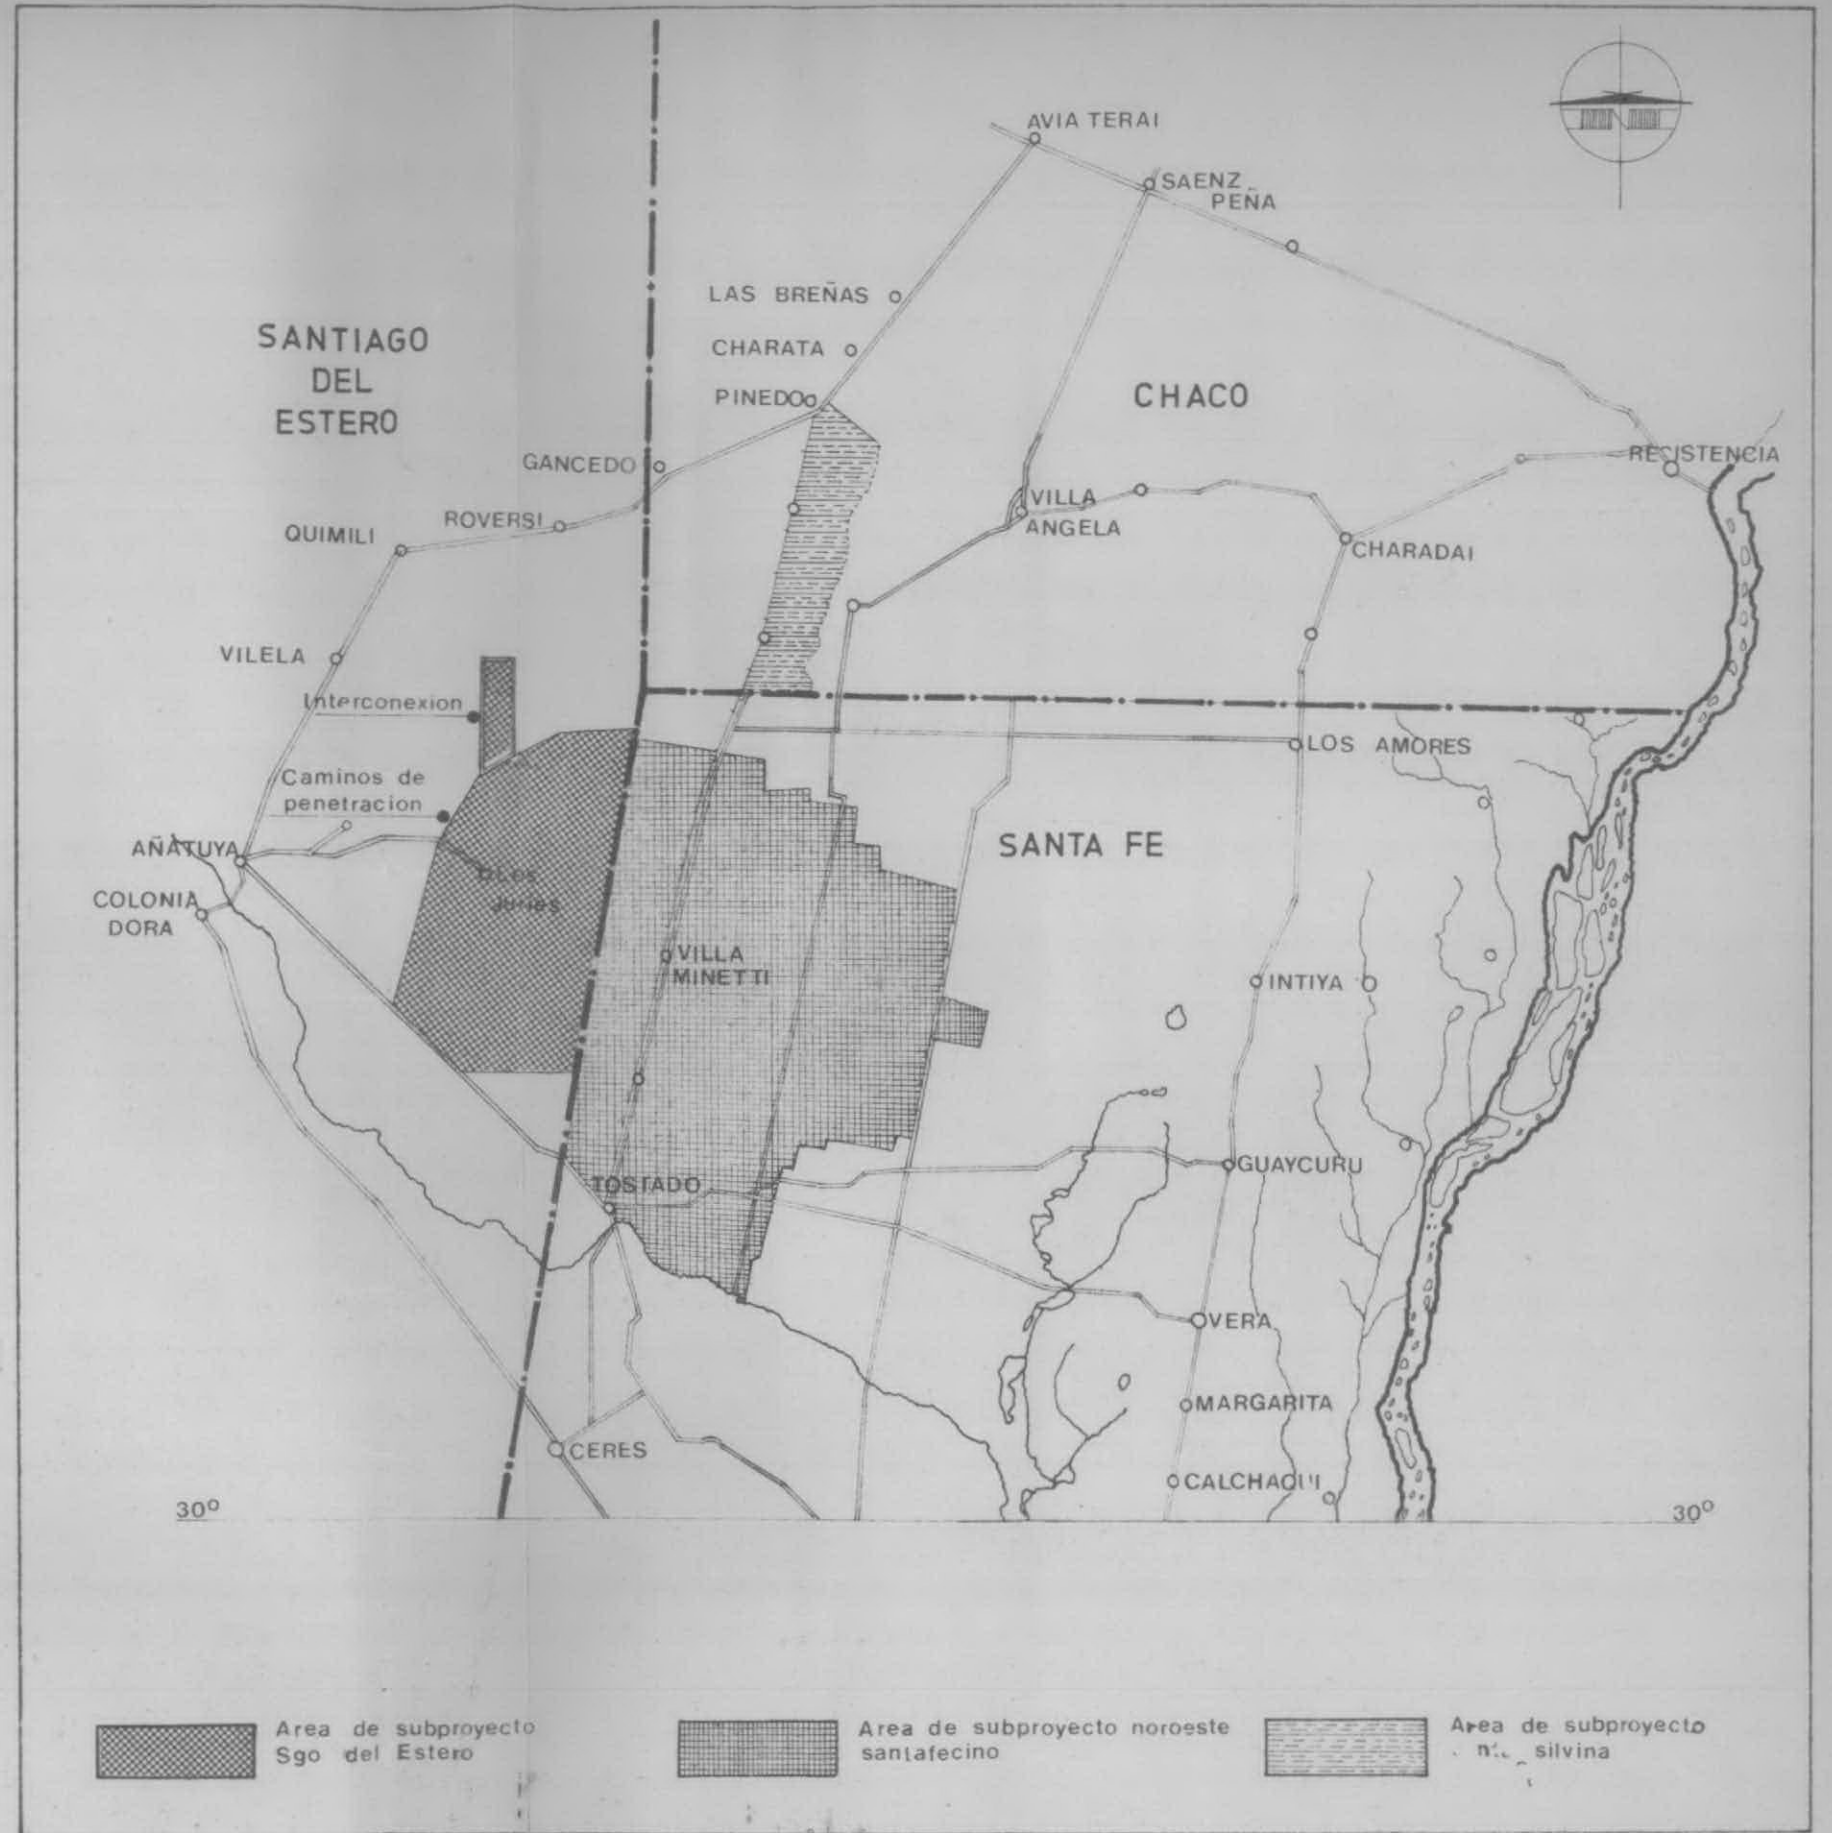 AVIA TERAI
SAENZ
PEÑA
LAS BREÑAS
SANTIAGO
DEL
ESTERO
CHARATA
PINEDO
CHACO
GANCEDO
RESISTENCIA
VILLA
ANGELA
ROVERSI
QUIMILI
CHARADAI
VILELA
Interconexion
LOS AMORES
Caminos de
penetracion
SANTA FE
AÑATUYA
Los
Juries
COLONIA
DORA
VILLA
MINETTI
INTIYA
GUAYCURU
TOSTADO
VERA
MARGARITA
CERES
CALCHAQUI
30º
30º
Area de subproyecto
Sgo del Estero
Area de subproyecto noroeste
santafecino
Area de subproyecto
silvina